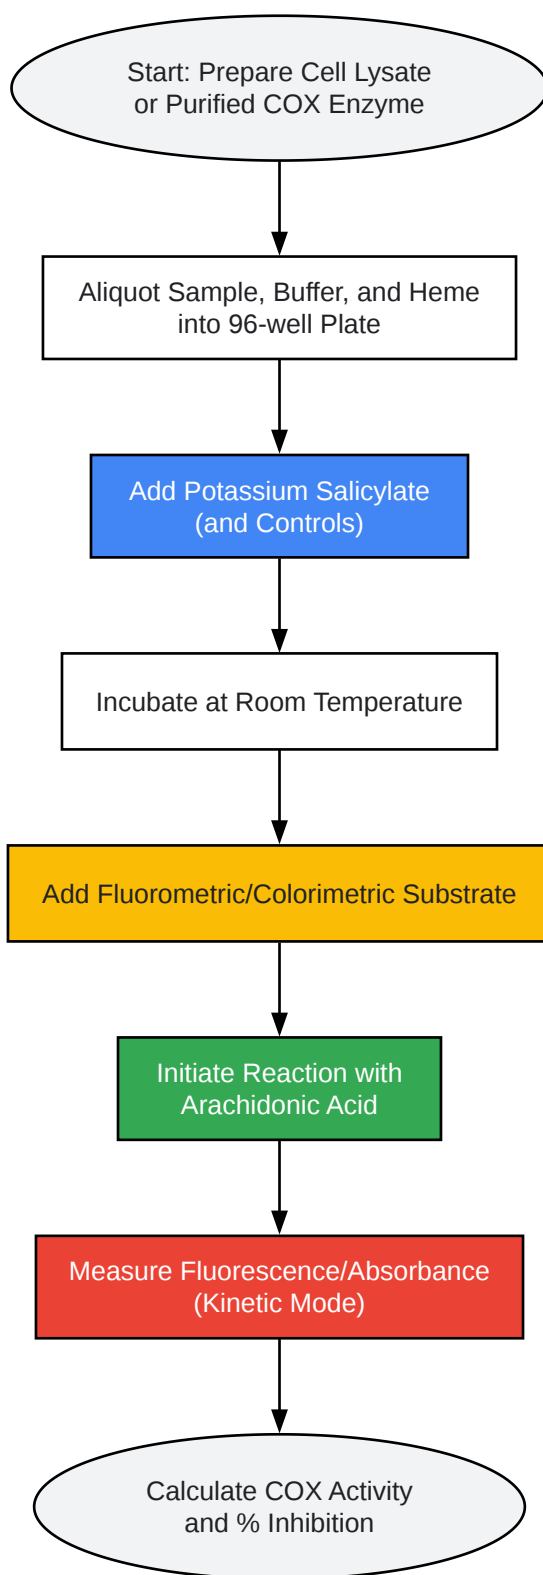 Start: Prepare Cell Lysate
or Purified COX Enzyme
Aliquot Sample, Buffer, and Heme
into 96-well Plate
Add Potassium Salicylate
(and Controls)
Incubate at Room Temperature
Add Fluorometric/Colorimetric Substrate
Initiate Reaction with
Arachidonic Acid
Measure Fluorescence/Absorbance
(Kinetic Mode)
Calculate COX Activity
and % Inhibition